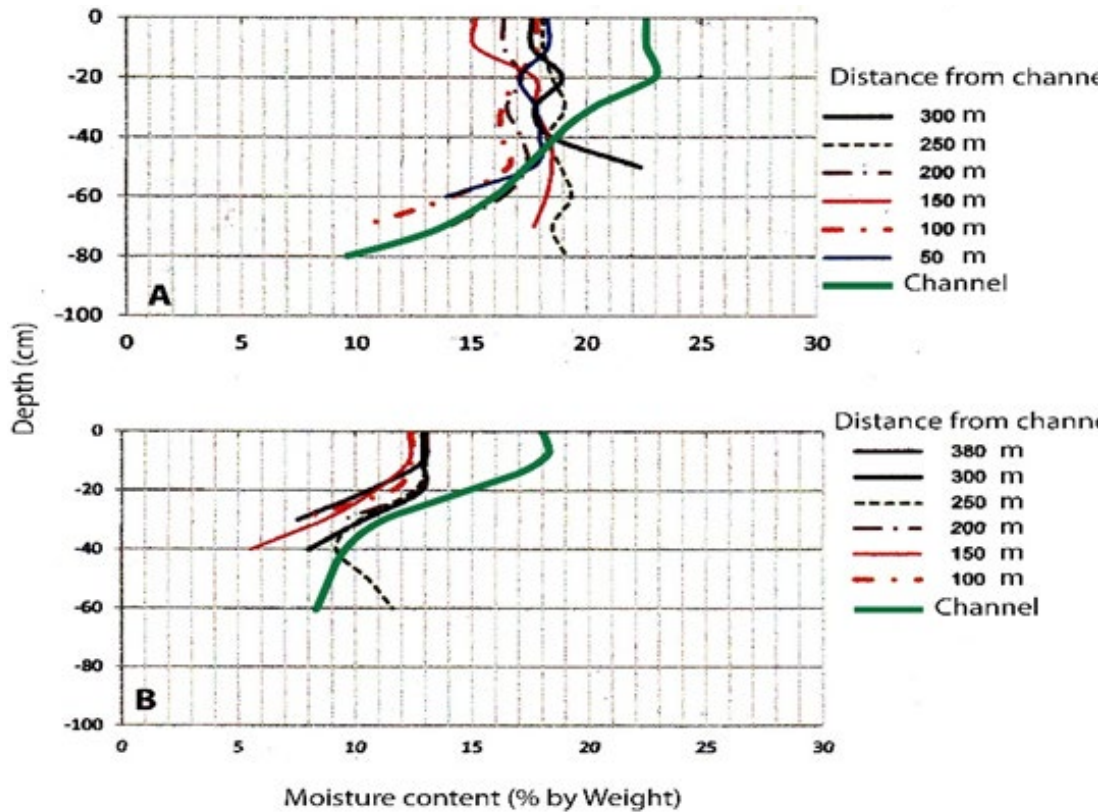 0
-20
-40
-60
-80
-100
A
0 5 10 15 20 25 30
Distance from channe
300 m
250 m
200 m
150 m
100 m
50 m
Channel
Depth (cm)
0
-20
-40
-60
-80
-100
B
0 5 10 15 20 25 30
Distance from channe
380 m
300 m
250 m
200 m
150 m
100 m
Channel
Moisture content (% by Weight)